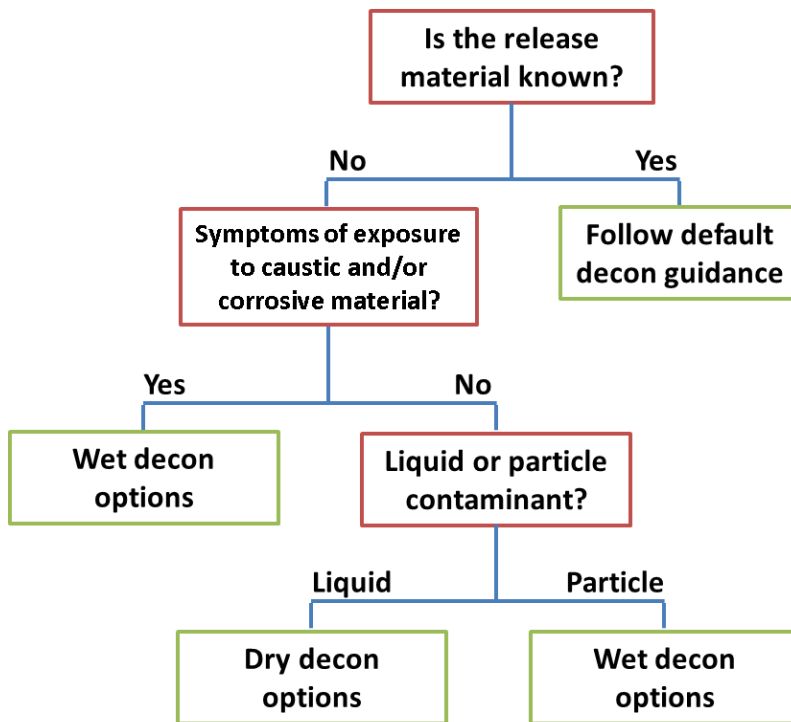 Is the release
material known?
No
Yes
Symptoms of exposure
to caustic and/or
corrosive material?
Follow default
decon guidance
Yes
No
Wet decon
options
Liquid or particle
contaminant?
Liquid
Particle
Dry decon
options
Wet decon
options